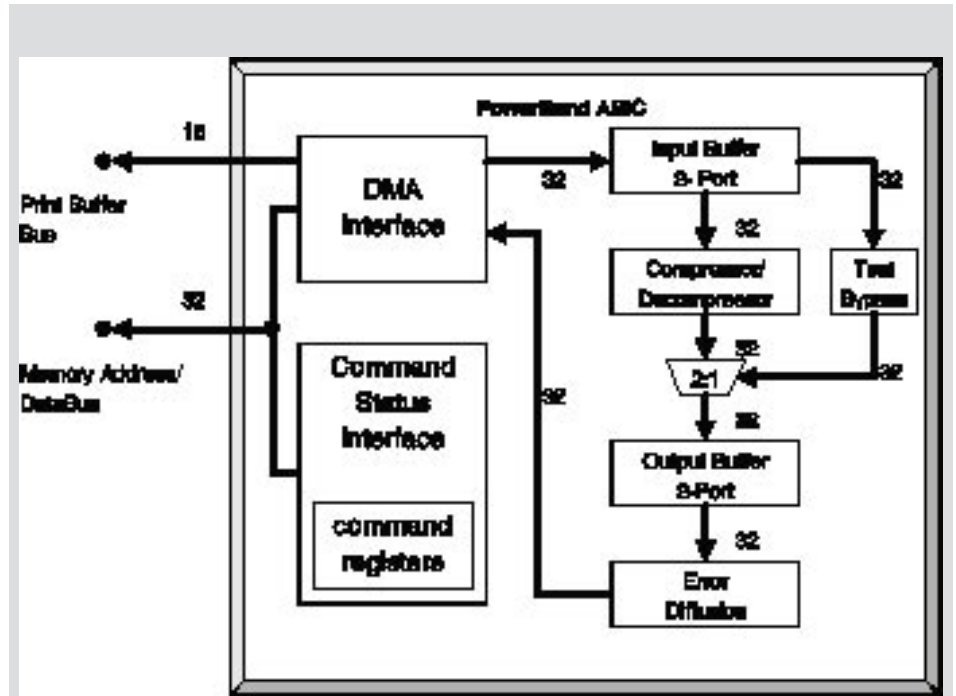 PowerBand ASIC
16
Print Buffer
Bus
DMA
Interface
32
Input Buffer
2- Port
32
32
Compress/
Decompressor
Test
Bypass
32
Memory Address/
DataBus
32
32
2:1
32
32
Command
Status
Interface
Output Buffer
2-Port
command
registers
32
Error
Diffusion